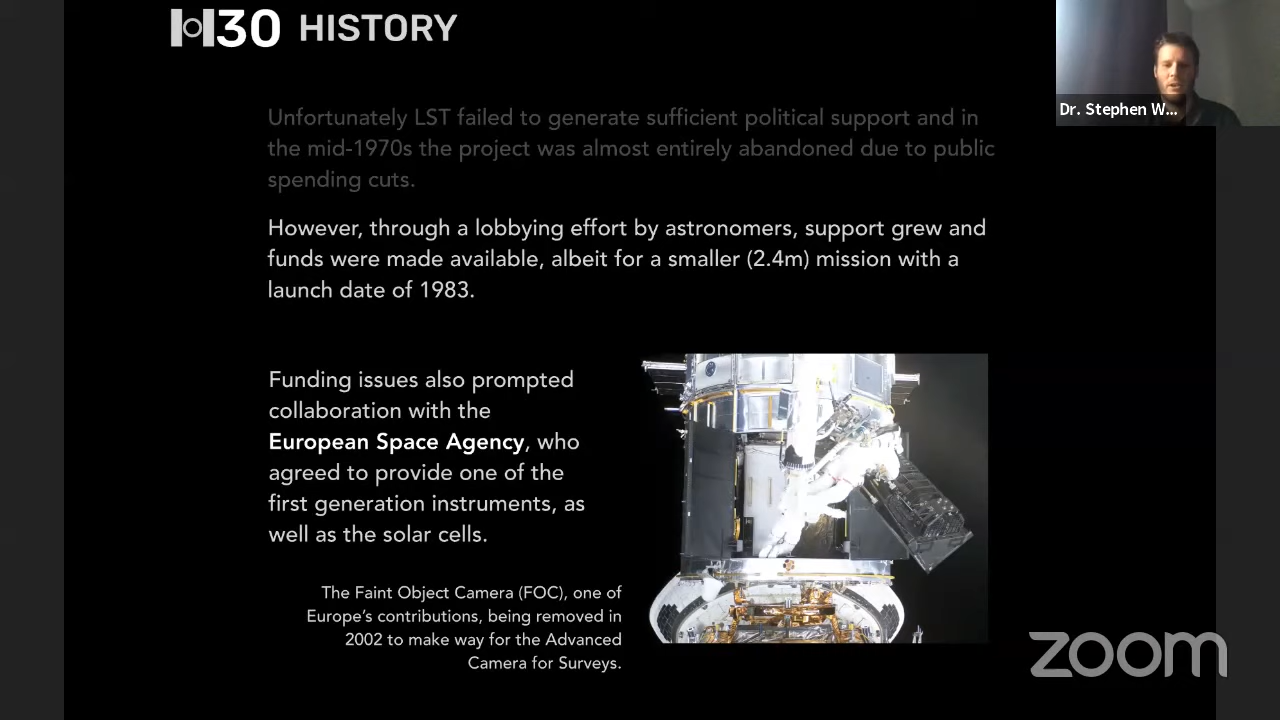 H30 HISTORY
Dr. Stephen W...
Unfortunately LST failed to generate sufficient political support and in
the mid-1970s the project was almost entirely abandoned due to public
spending cuts.
However, through a lobbying effort by astronomers, support grew and
funds were made available, albeit for a smaller (2.4m) mission with a
launch date of 1983.
Funding issues also prompted
collaboration with the
European Space Agency, who
agreed to provide one of the
first generation instruments, as
well as the solar cells.
The Faint Object Camera (FOC), one of
Europe's contributions, being removed in
2002 to make way for the Advanced
Camera for Surveys.
zoom